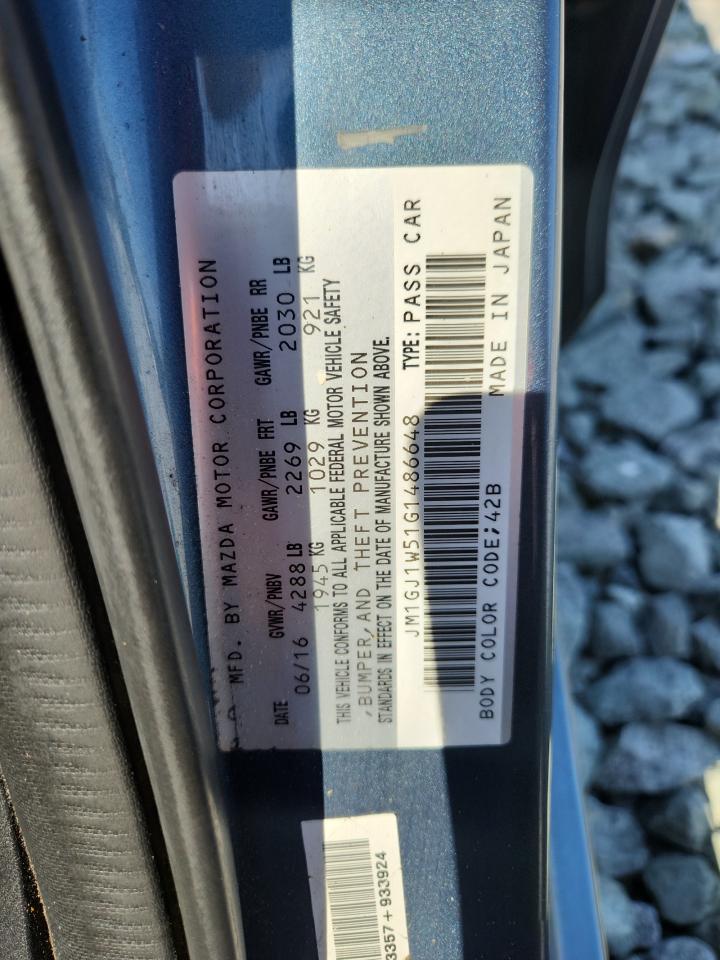 MFD. BY MAZDA MOTOR CORPORATION
DATE GVWR/PNBV GAWR/PNBE FRT GAWR/PNBE RR
06/16 4288 LB 2269 LB 2030 LB
1945 KG 1029 KG 921 KG
THIS VEHICLE CONFORMS TO ALL APPLICABLE FEDERAL MOTOR VEHICLE SAFETY
,BUMPER, AND THEFT PREVENTION
STANDARDS IN EFFECT ON THE DATE OF MANUFACTURE SHOWN ABOVE.
JM1GJ1W51G1486648 TYPE: PASS CAR
BODY COLOR CODE;42B MADE IN JAPAN
3357 + 933924